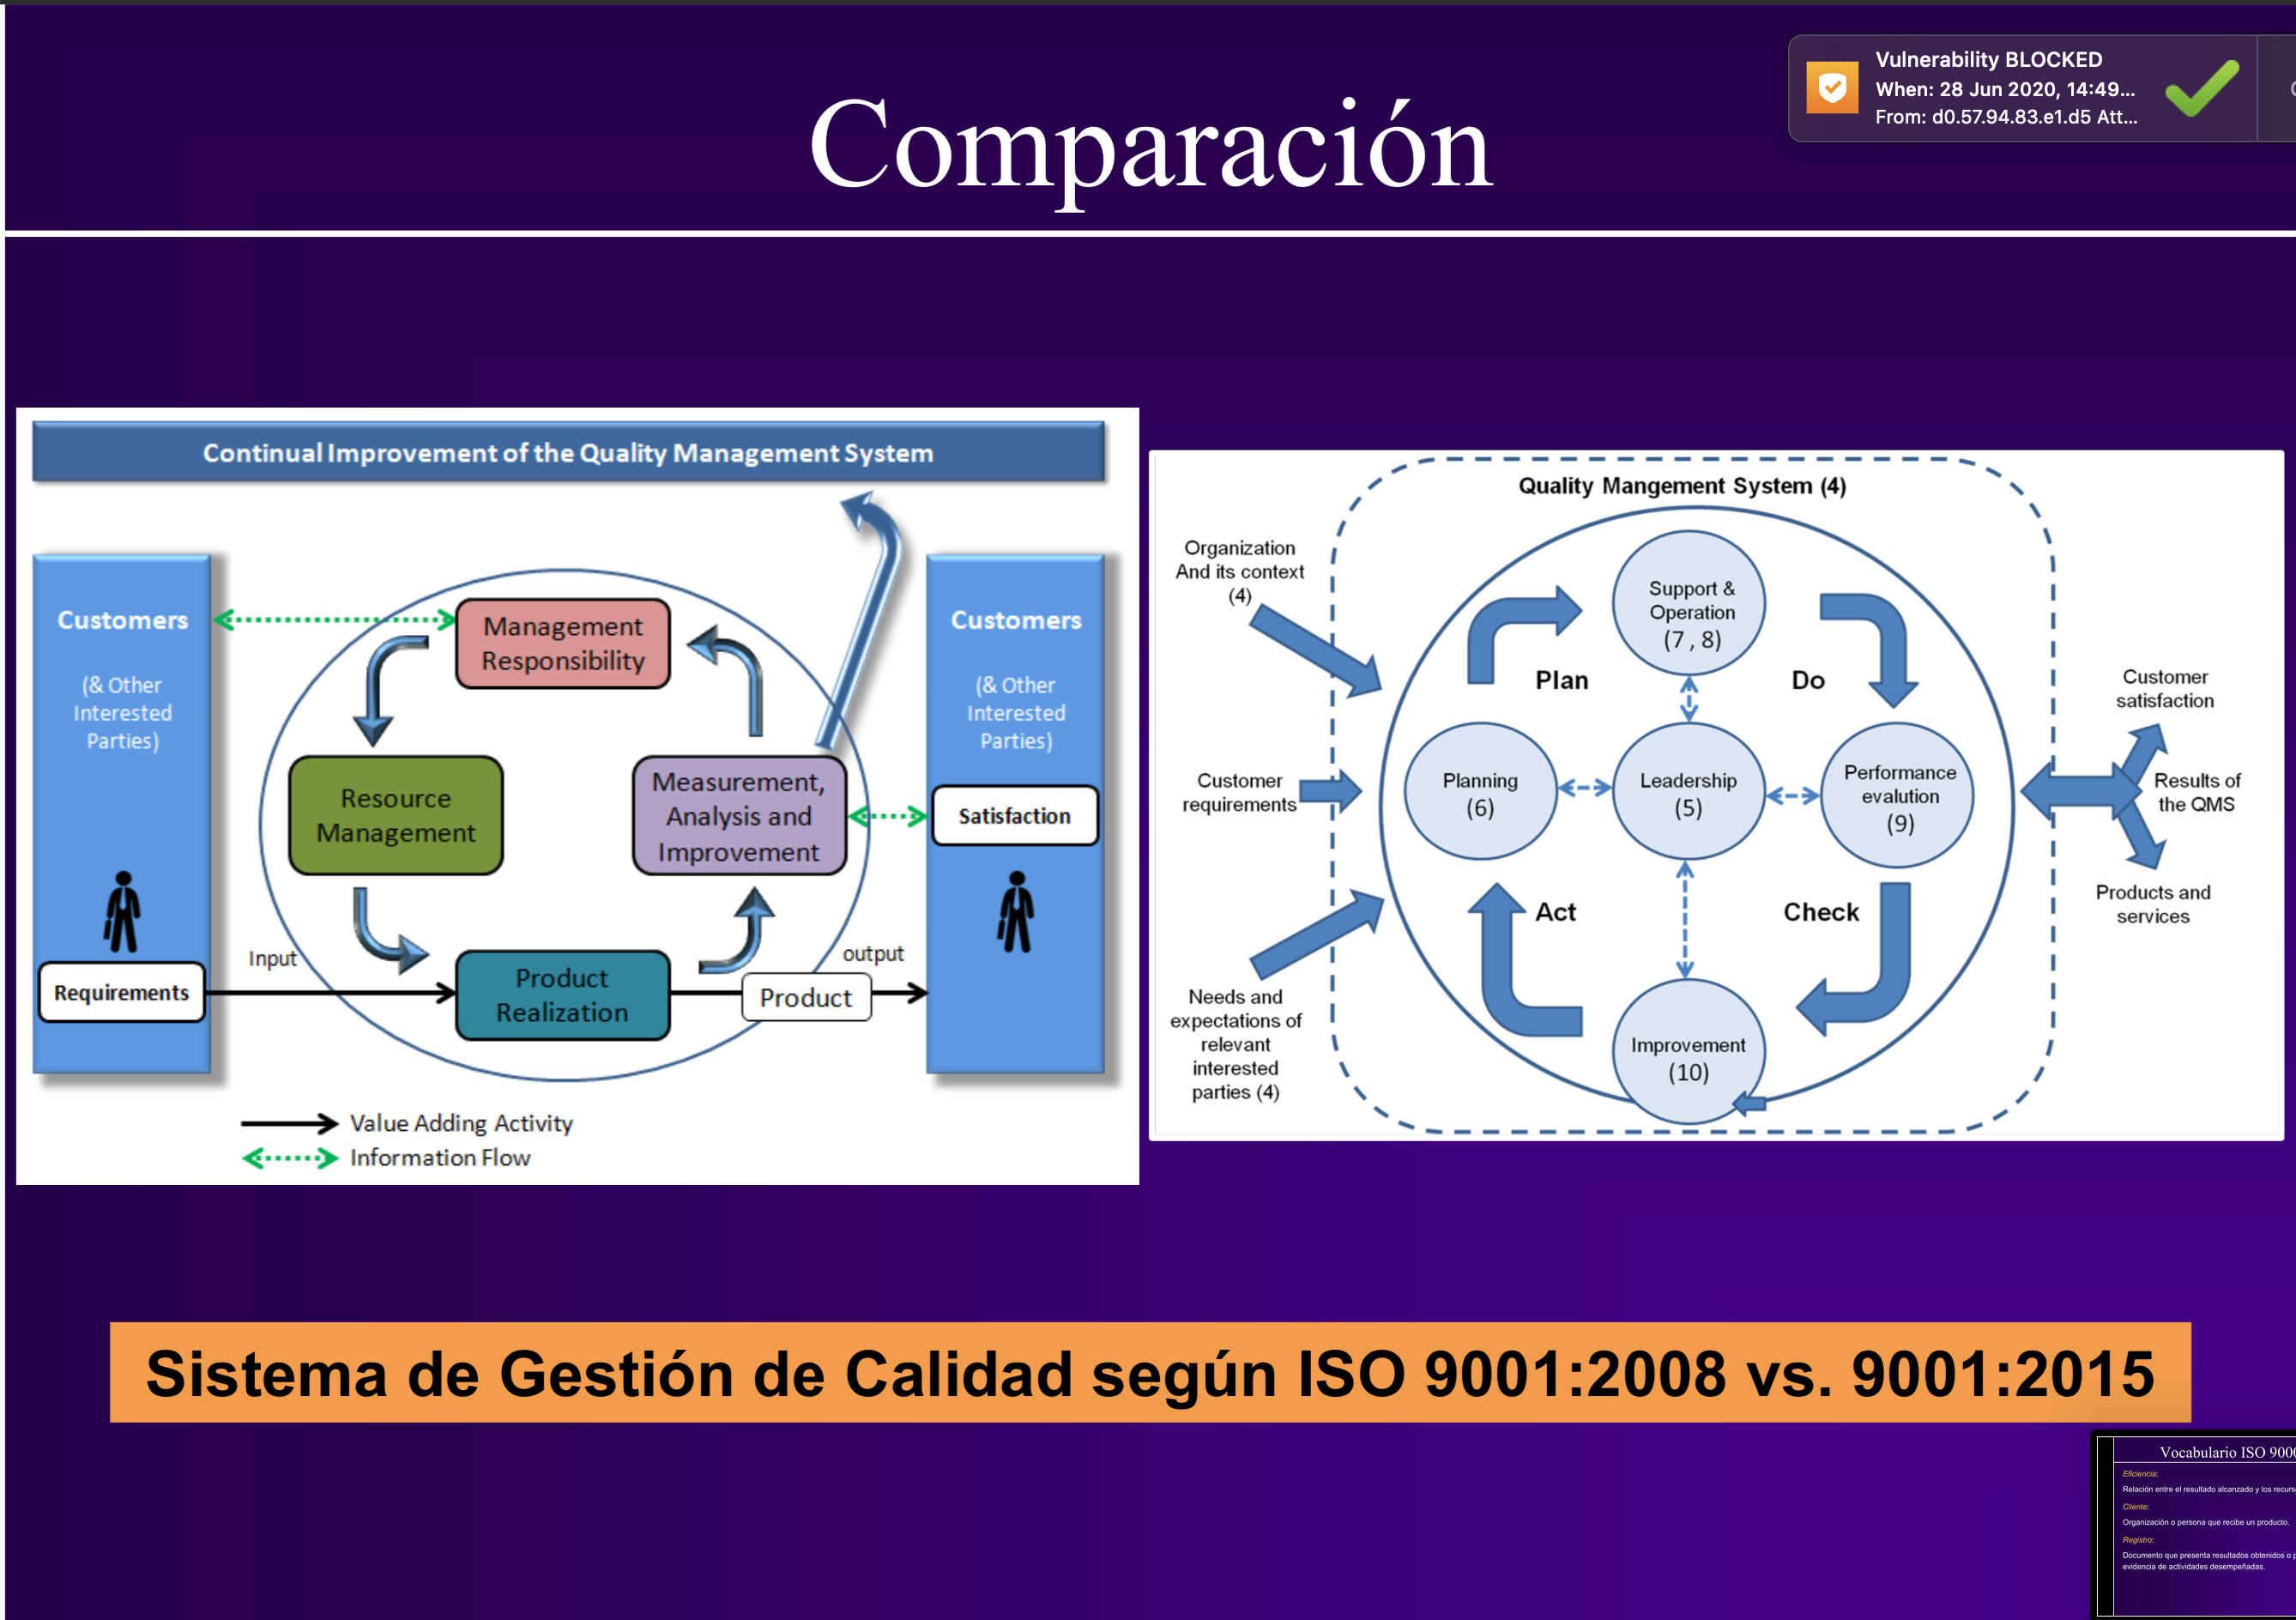 Comparación
Vulnerability BLOCKED
When: 28 Jun 2020, 14:49...
From: d0.57.94.83.e1.d5 Att...
Continual Improvement of the Quality Management System
Customers
(& Other
Interested
Parties)
Requirements
Input
Management
Responsibility
Resource
Management
Measurement,
Analysis and
Improvement
Product
Realization
Product
output
Customers
(& Other
Interested
Parties)
Satisfaction
Value Adding Activity
Information Flow
Quality Mangement System (4)
Organization
And its context
(4)
Customer
requirements
Needs and
expectations of
relevant
interested
parties (4)
Support &
Operation
(7 , 8)
Plan
Do
Planning
(6)
Leadership
(5)
Performance
evalution
(9)
Act
Check
Improvement
(10)
Customer
satisfaction
Results of
the QMS
Products and
services
Sistema de Gestión de Calidad según ISO 9001:2008 vs. 9001:2015
Vocabulario ISO 900
Eficiencia:
Relación entre el resultado alcanzado y los
Cliente:
Organización o persona que recibe un producto.
Registro:
Documento que presenta resultados obtenidos o
evidencia de actividades desempeñadas.